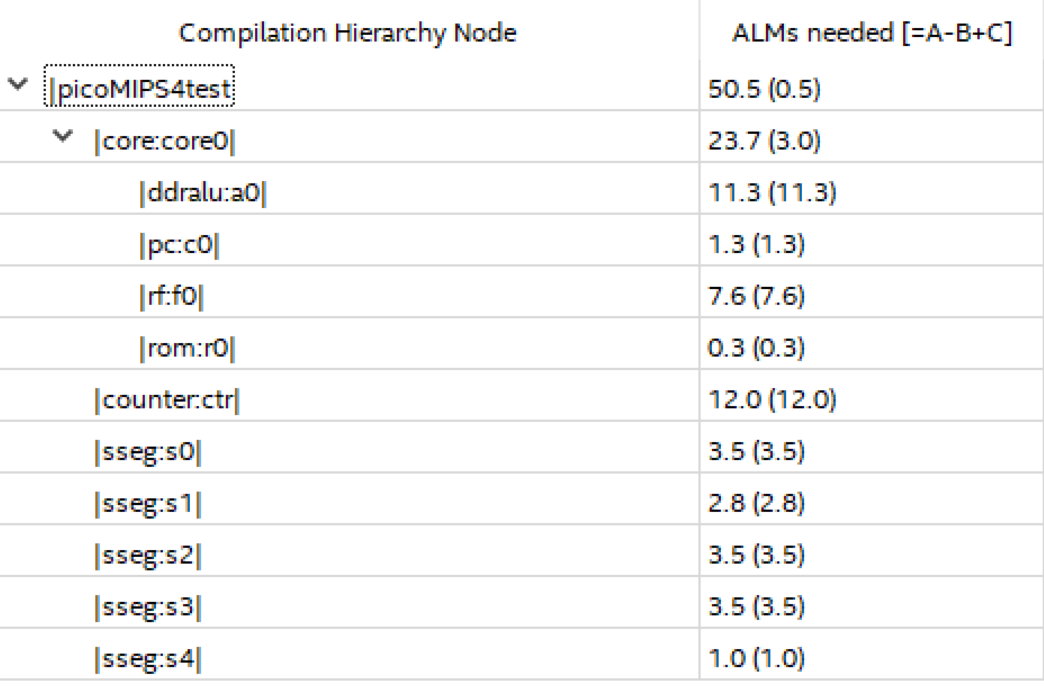 Compilation Hierarchy Node ALMs needed [=A-B+C]
|picoMIPS4test 50.5 (0.5)
|core:core0| 23.7 (3.0)
|ddralu:a0| 11.3 (11.3)
|pc:c0| 1.3 (1.3)
|rf:f0| 7.6 (7.6)
|rom:r0| 0.3 (0.3)
|counter:ctr| 12.0 (12.0)
|sseg:s0| 3.5 (3.5)
|sseg:s1| 2.8 (2.8)
|sseg:s2| 3.5 (3.5)
|sseg:s3| 3.5 (3.5)
|sseg:s4| 1.0 (1.0)